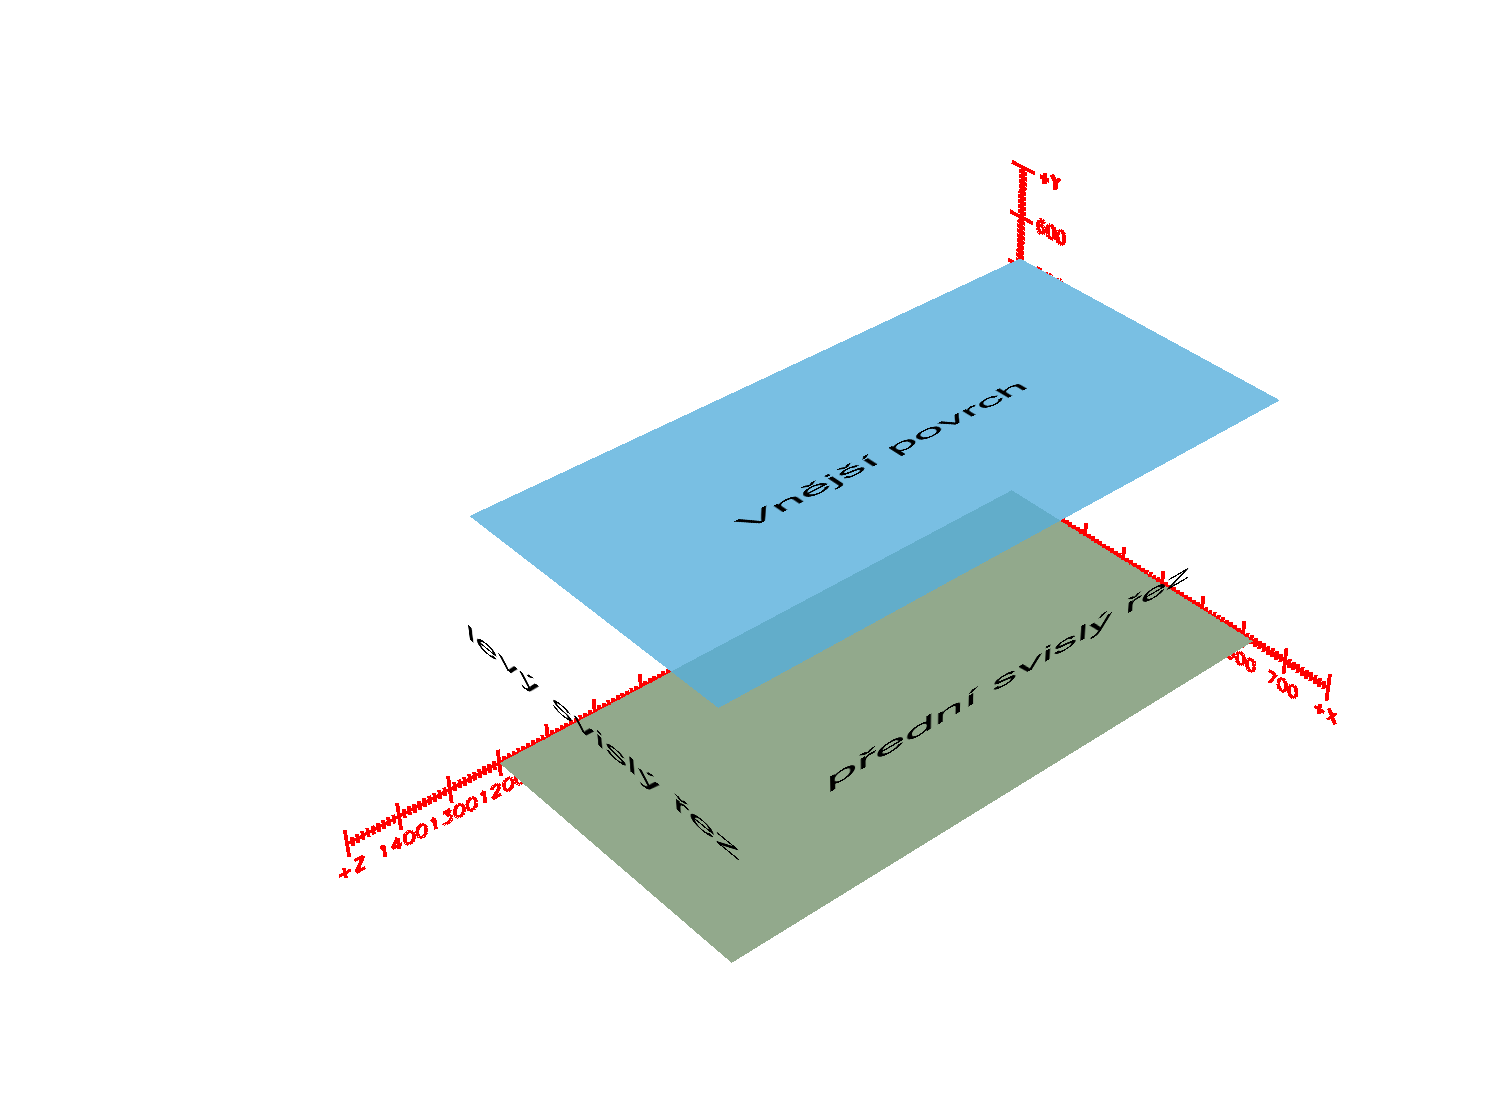 +Y
600
Vnější povrch
přední svislý řez
levý svislý řez
700
+X
1200
1300
1400
+Z